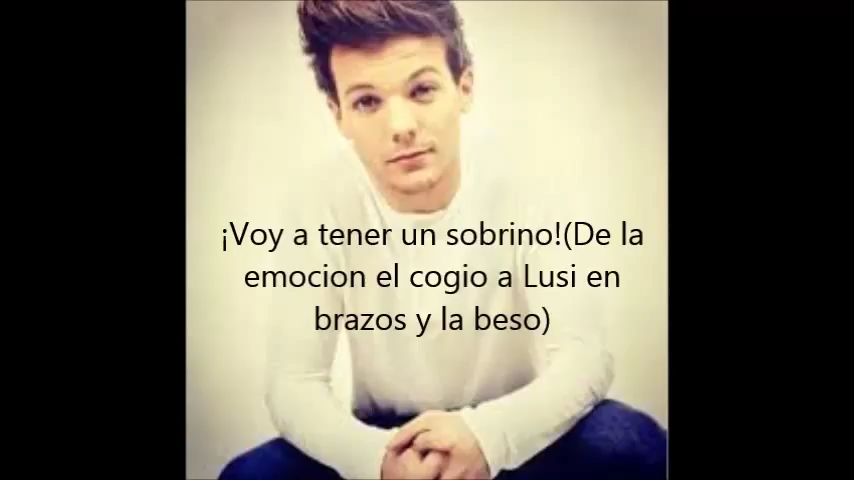 ¡Voy a tener un sobrino!(De la
emocion el cogio a Lusi en
brazos y la beso)